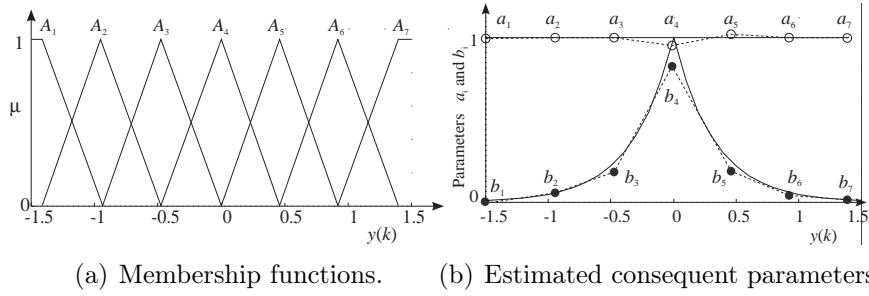 A1 A2 A3 A4 A5 A6 A7
1
μ
0
-1.5 -1 -0.5 0 0.5 1 1.5
y(k)
(a) Membership functions.
a1 a2 a3 a4 a5 a6 a7
1
Parameters ai and bi
b4
b1 b2 b3 b5 b6 b7
0
-1.5 -1 -0.5 0 0.5 1 1.5
y(k)
(b) Estimated consequent parameters